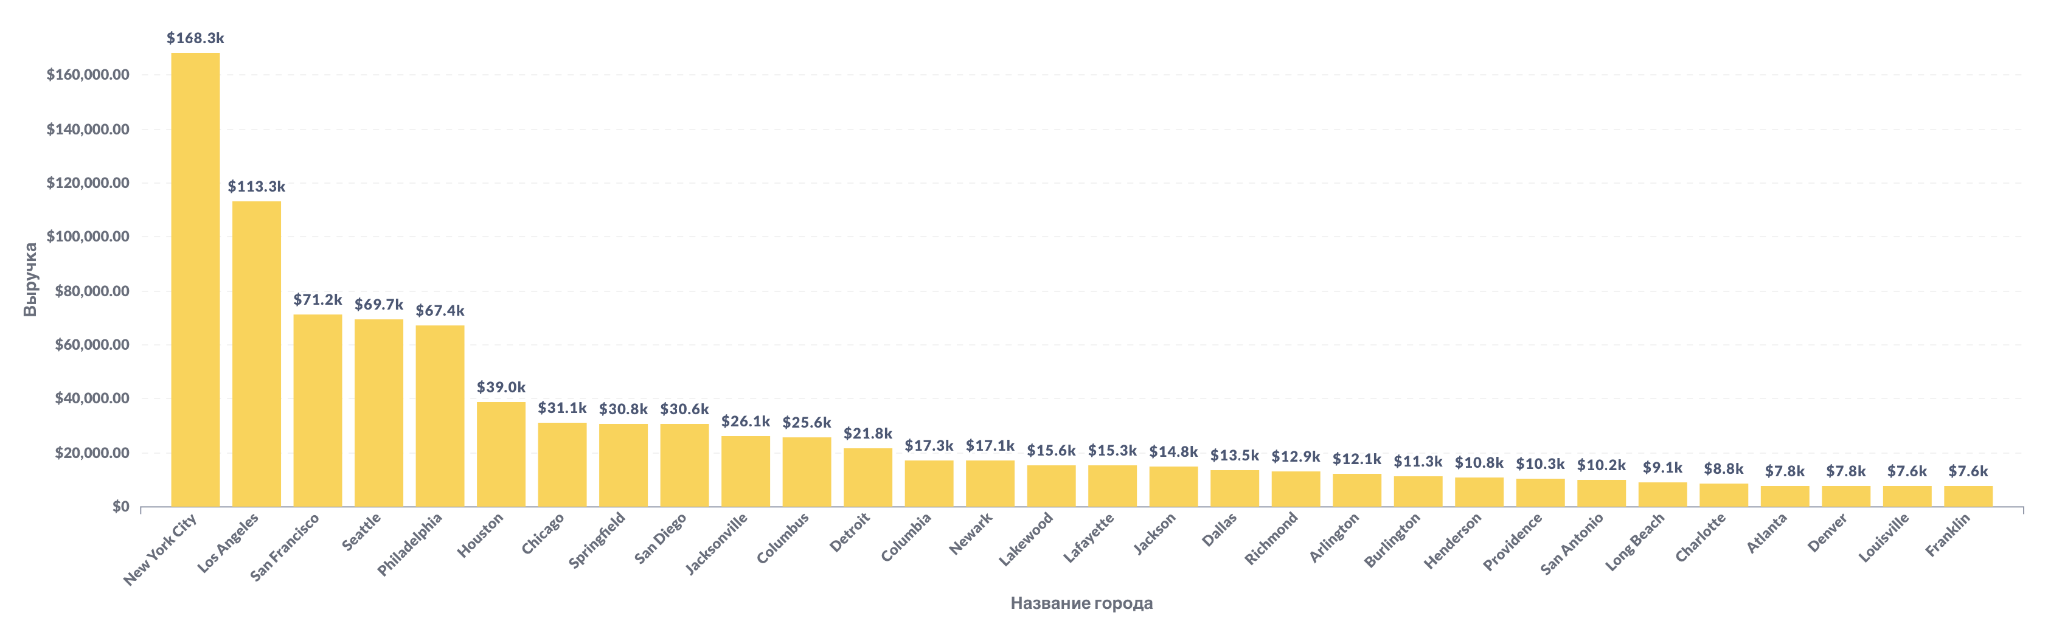 $168.3k
$160,000.00
$140,000.00
$120,000.00
$100,000.00
$80,000.00
$60,000.00
$40,000.00
$20,000.00
$0
Выручка
$113.3k
$71.2k
$69.7k
$67.4k
$39.0k
$31.1k
$30.8k
$30.6k
$26.1k
$25.6k
$21.8k
$17.3k
$17.1k
$15.6k
$15.3k
$14.8k
$13.5k
$12.9k
$12.1k
$11.3k
$10.8k
$10.3k
$10.2k
$9.1k
$8.8k
$7.8k
$7.8k
$7.6k
$7.6k
New York City
Los Angeles
San Francisco
Seattle
Philadelphia
Houston
Chicago
Springfield
San Diego
Jacksonville
Columbus
Detroit
Columbia
Newark
Lakewood
Lafayette
Jackson
Dallas
Richmond
Arlington
Burlington
Henderson
Providence
San Antonio
Long Beach
Charlotte
Atlanta
Denver
Louisville
Franklin
Название города